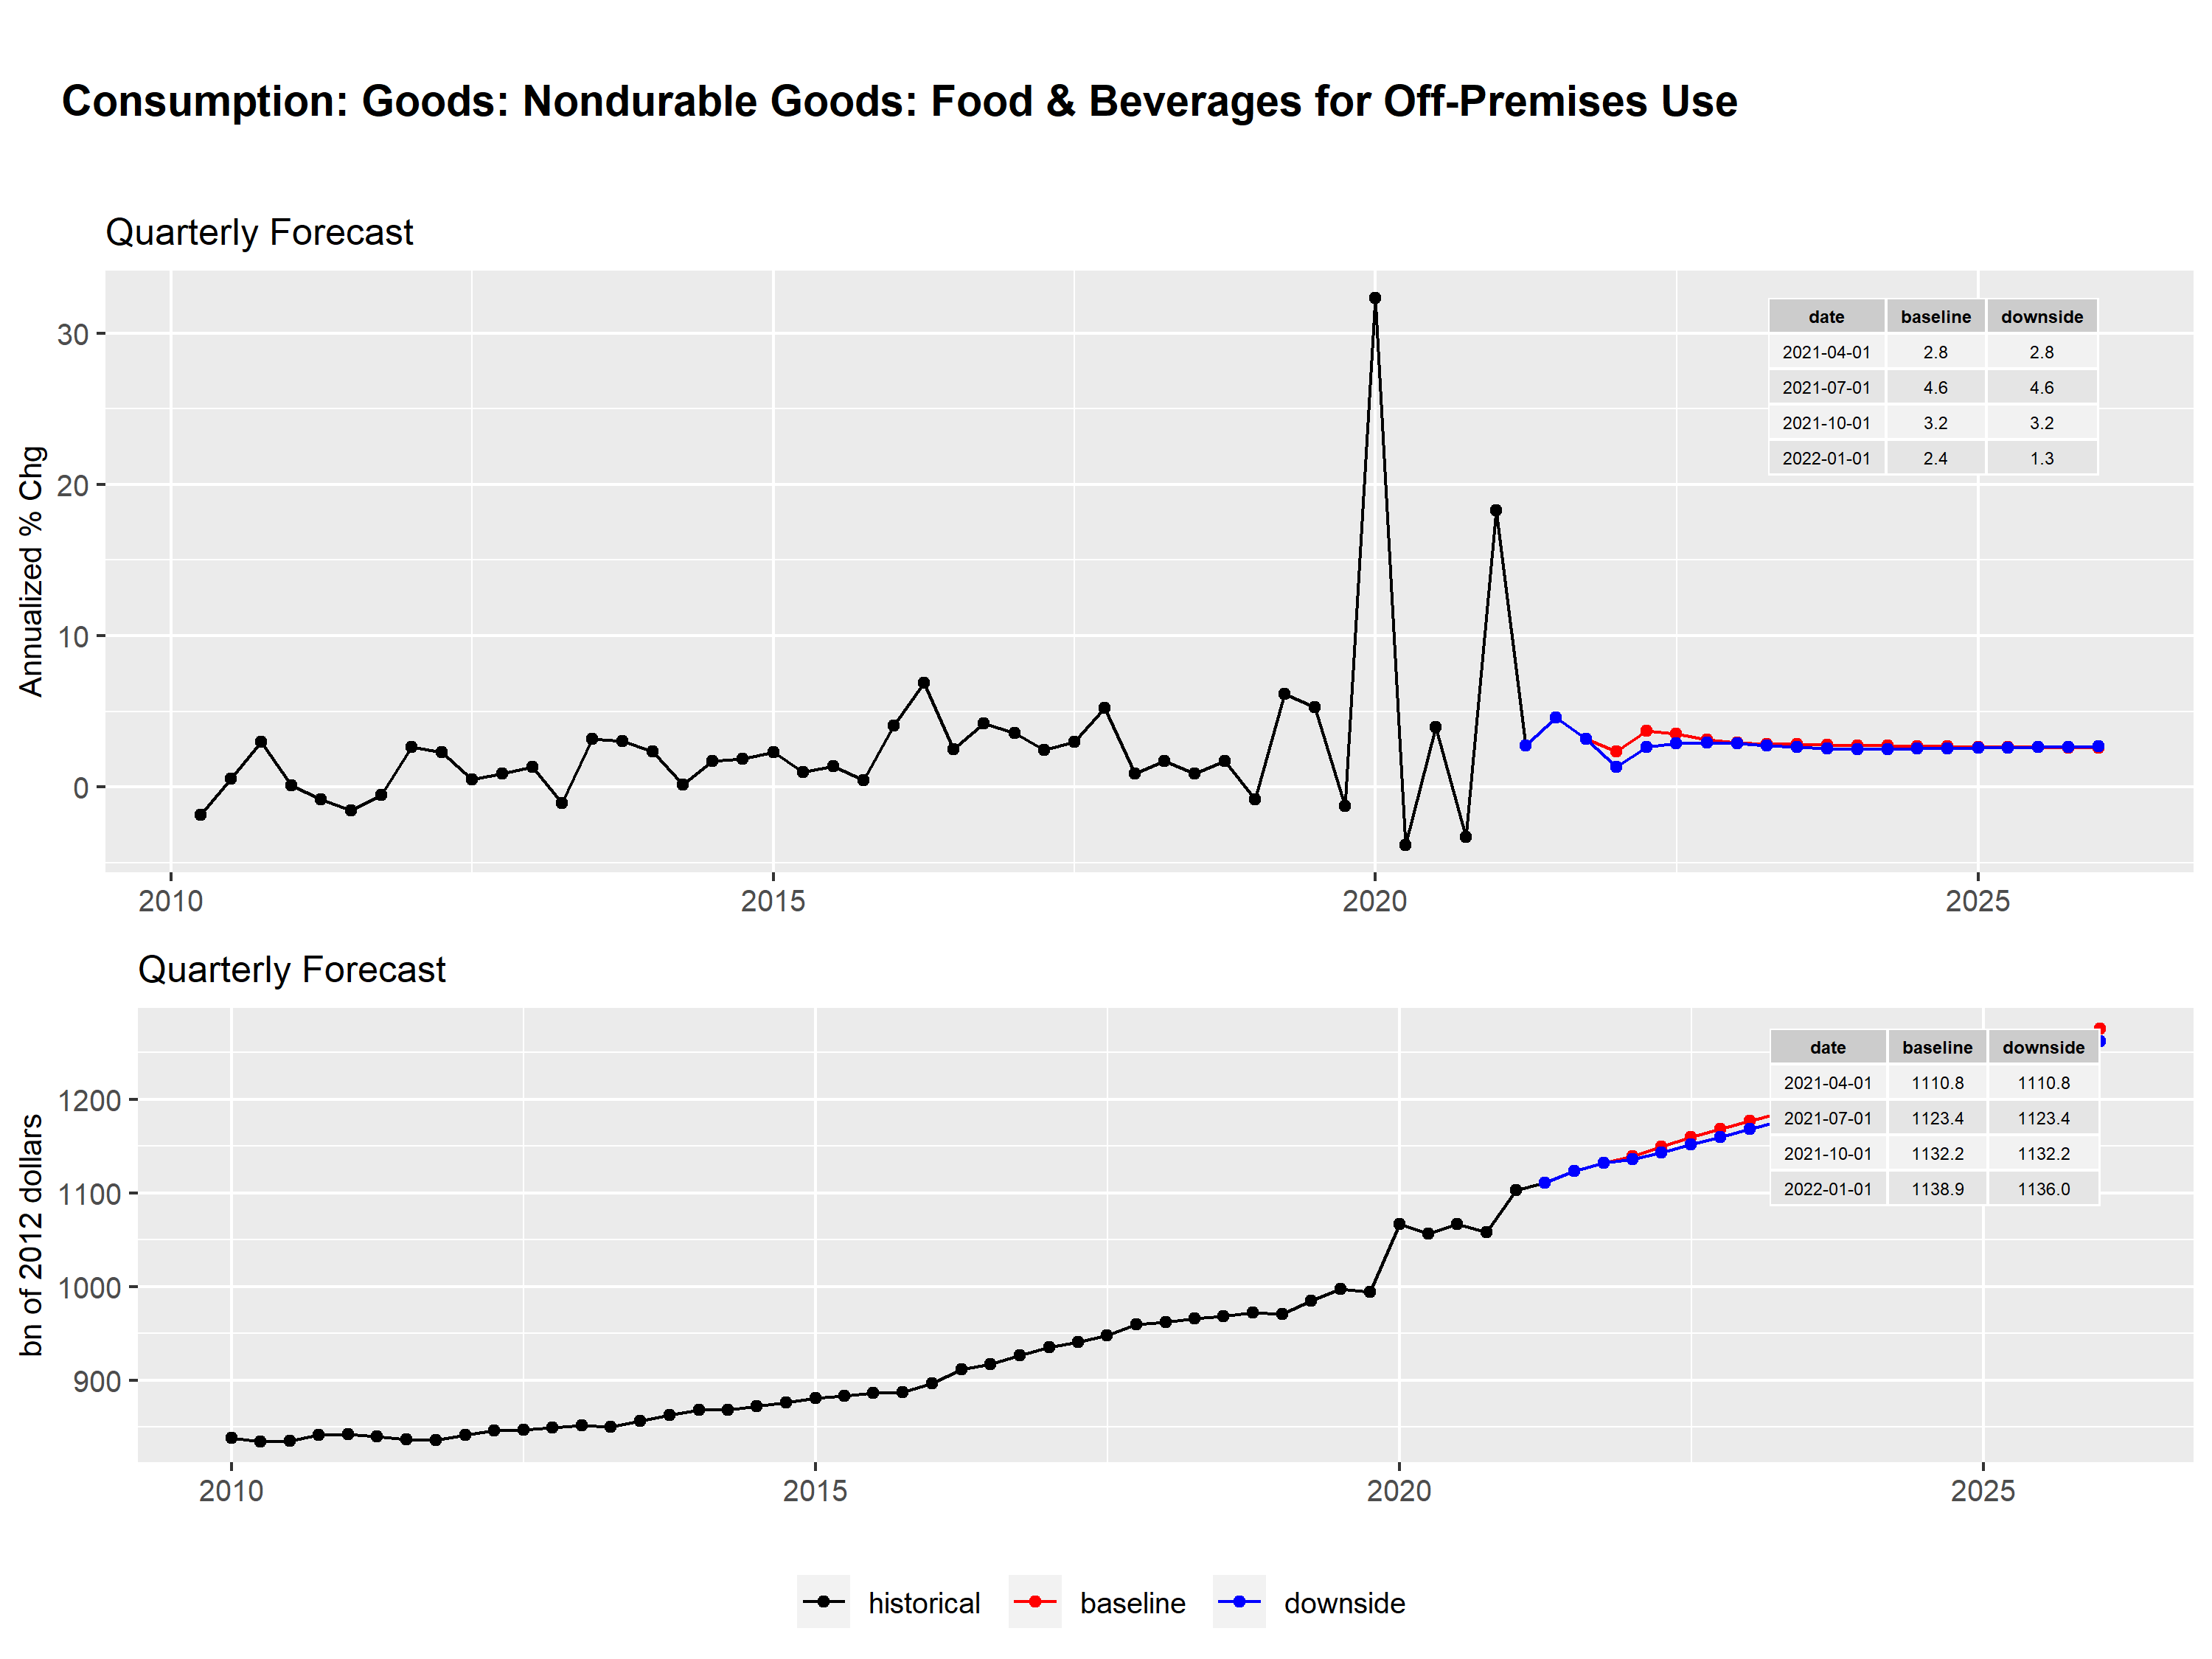 Consumption: Goods: Nondurable Goods: Food & Beverages for Off-Premises Use
Quarterly Forecast
Annualized % Chg
30
20
10
0
date baseline downside
2021-04-01 2.8 2.8
2021-07-01 4.6 4.6
2021-10-01 3.2 3.2
2022-01-01 2.4 1.3
2010 2015 2020 2025
Quarterly Forecast
bn of 2012 dollars
1200
1100
1000
900
date baseline downside
2021-04-01 1110.8 1110.8
2021-07-01 1123.4 1123.4
2021-10-01 1132.2 1132.2
2022-01-01 1138.9 1136.0
2010 2015 2020 2025
historical baseline downside